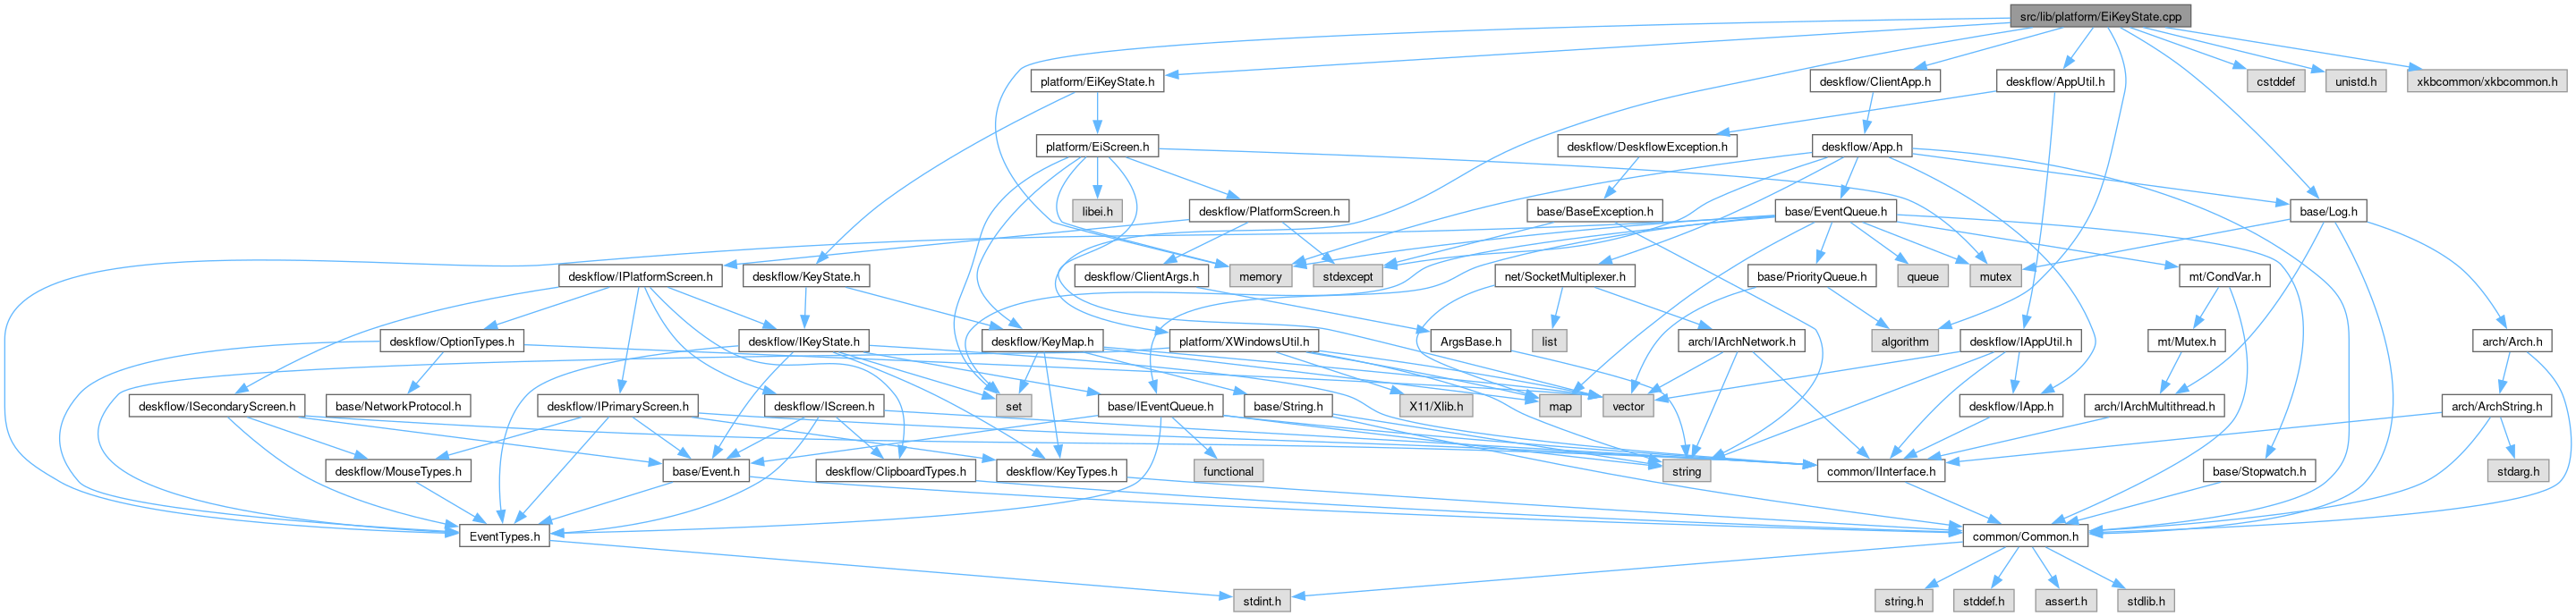 src/lib/platform/EiKeyState.cpp
platform/EiKeyState.h
deskflow/ClientApp.h
deskflow/AppUtil.h
cstddef
unistd.h
xkbcommon/xkbcommon.h
platform/EiScreen.h
deskflow/DeskflowException.h
deskflow/App.h
libei.h
deskflow/PlatformScreen.h
base/BaseException.h
base/EventQueue.h
base/Log.h
deskflow/IPlatformScreen.h
deskflow/KeyState.h
deskflow/ClientArgs.h
memory
stdexcept
net/SocketMultiplexer.h
base/PriorityQueue.h
queue
mutex
mt/CondVar.h
deskflow/OptionTypes.h
deskflow/IKeyState.h
deskflow/KeyMap.h
platform/XWindowsUtil.h
ArgsBase.h
list
arch/IArchNetwork.h
algorithm
deskflow/IAppUtil.h
mt/Mutex.h
arch/Arch.h
deskflow/ISecondaryScreen.h
base/NetworkProtocol.h
deskflow/IPrimaryScreen.h
deskflow/IScreen.h
set
base/IEventQueue.h
base/String.h
X11/Xlib.h
map
vector
deskflow/IApp.h
arch/IArchMultithread.h
arch/ArchString.h
deskflow/MouseTypes.h
base/Event.h
deskflow/ClipboardTypes.h
deskflow/KeyTypes.h
functional
string
common/IInterface.h
base/Stopwatch.h
stdarg.h
EventTypes.h
common/Common.h
stdint.h
string.h
stddef.h
assert.h
stdlib.h